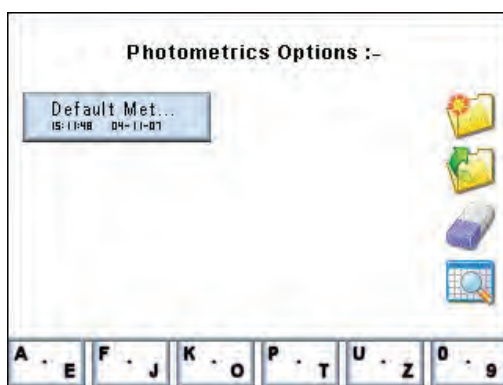 Photometrics Options :-
Default Met...
15:11:48 04-11-07
A . E F . J K . O P . T U . Z 0 . 9